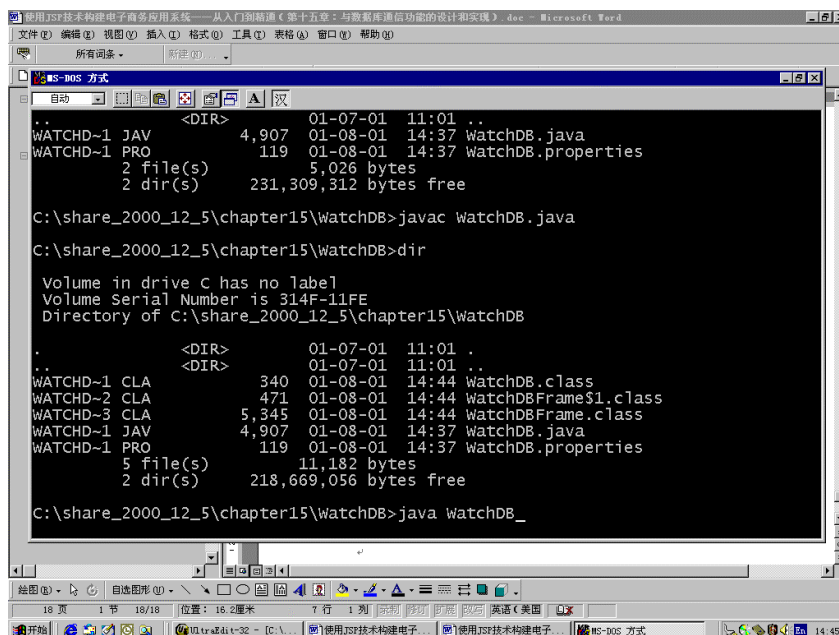 使用JSP技术构建电子商务应用系统——从入门到精通（第十五章：与数据库通信功能的设计和实现）.doc - Microsoft Word
文件(F) 编辑(E) 视图(V) 插入(I) 格式(O) 工具(T) 表格(A) 窗口(W) 帮助(H)
所有词条 新建(N)...
MS-DOS 方式
自动 A 汉
.. <DIR> 01-07-01 11:01 ..
WATCHD~1 JAV 4,907 01-08-01 14:37 WatchDB.java
WATCHD~1 PRO 119 01-08-01 14:37 WatchDB.properties
2 file(s) 5,026 bytes
2 dir(s) 231,309,312 bytes free
C:\share_2000_12_5\chapter15\WatchDB>javac WatchDB.java
C:\share_2000_12_5\chapter15\WatchDB>dir
Volume in drive C has no label
Volume Serial Number is 314F-11FE
Directory of C:\share_2000_12_5\chapter15\WatchDB
. <DIR> 01-07-01 11:01 .
.. <DIR> 01-07-01 11:01 ..
WATCHD~1 CLA 340 01-08-01 14:44 WatchDB.class
WATCHD~2 CLA 471 01-08-01 14:44 WatchDBFrame$1.class
WATCHD~3 CLA 5,345 01-08-01 14:44 WatchDBFrame.class
WATCHD~1 JAV 4,907 01-08-01 14:37 WatchDB.java
WATCHD~1 PRO 119 01-08-01 14:37 WatchDB.properties
5 file(s) 11,182 bytes
2 dir(s) 218,669,056 bytes free
C:\share_2000_12_5\chapter15\WatchDB>java WatchDB_
绘图(R) 自选图形(U)
18 页 1 节 18/18 位置: 16.2厘米 7 行 1 列 录制 修订 扩展 改写 英语(美国)
开始 UltraEdit-32 - [C:\... 使用JSP技术构建电子... 使用JSP技术构建电子... MS-DOS 方式 En 14:45